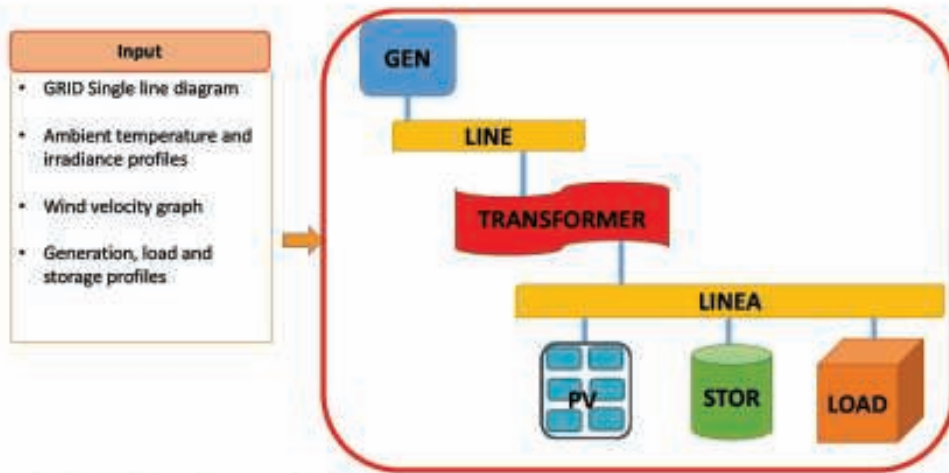 Input
• GRID Single line diagram
• Ambient temperature and
irradiance profiles
• Wind velocity graph
• Generation, load and
storage profiles
GEN
LINE
TRANSFORMER
LINEA
PV
STOR
LOAD